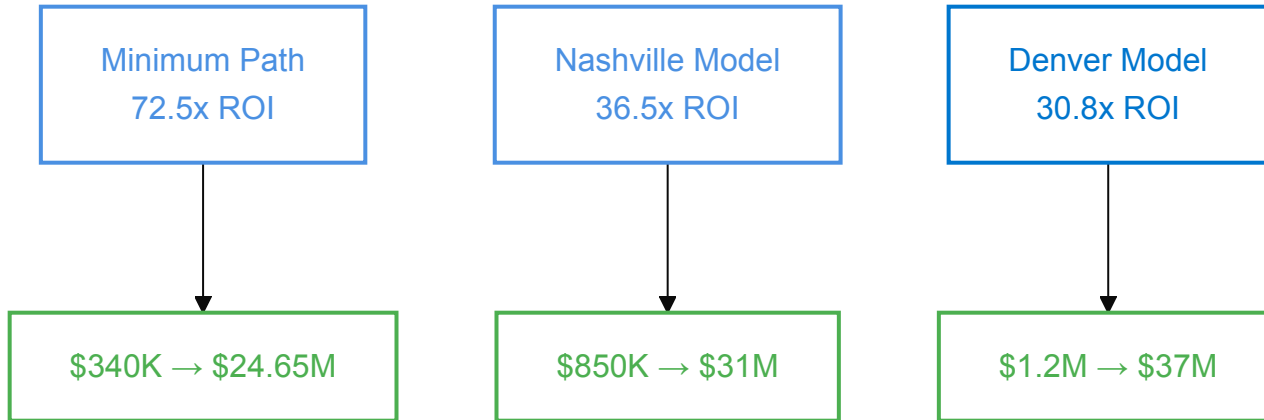 Minimum Path
72.5x ROI
Nashville Model
36.5x ROI
Denver Model
30.8x ROI
$340K → $24.65M
$850K → $31M
$1.2M → $37M